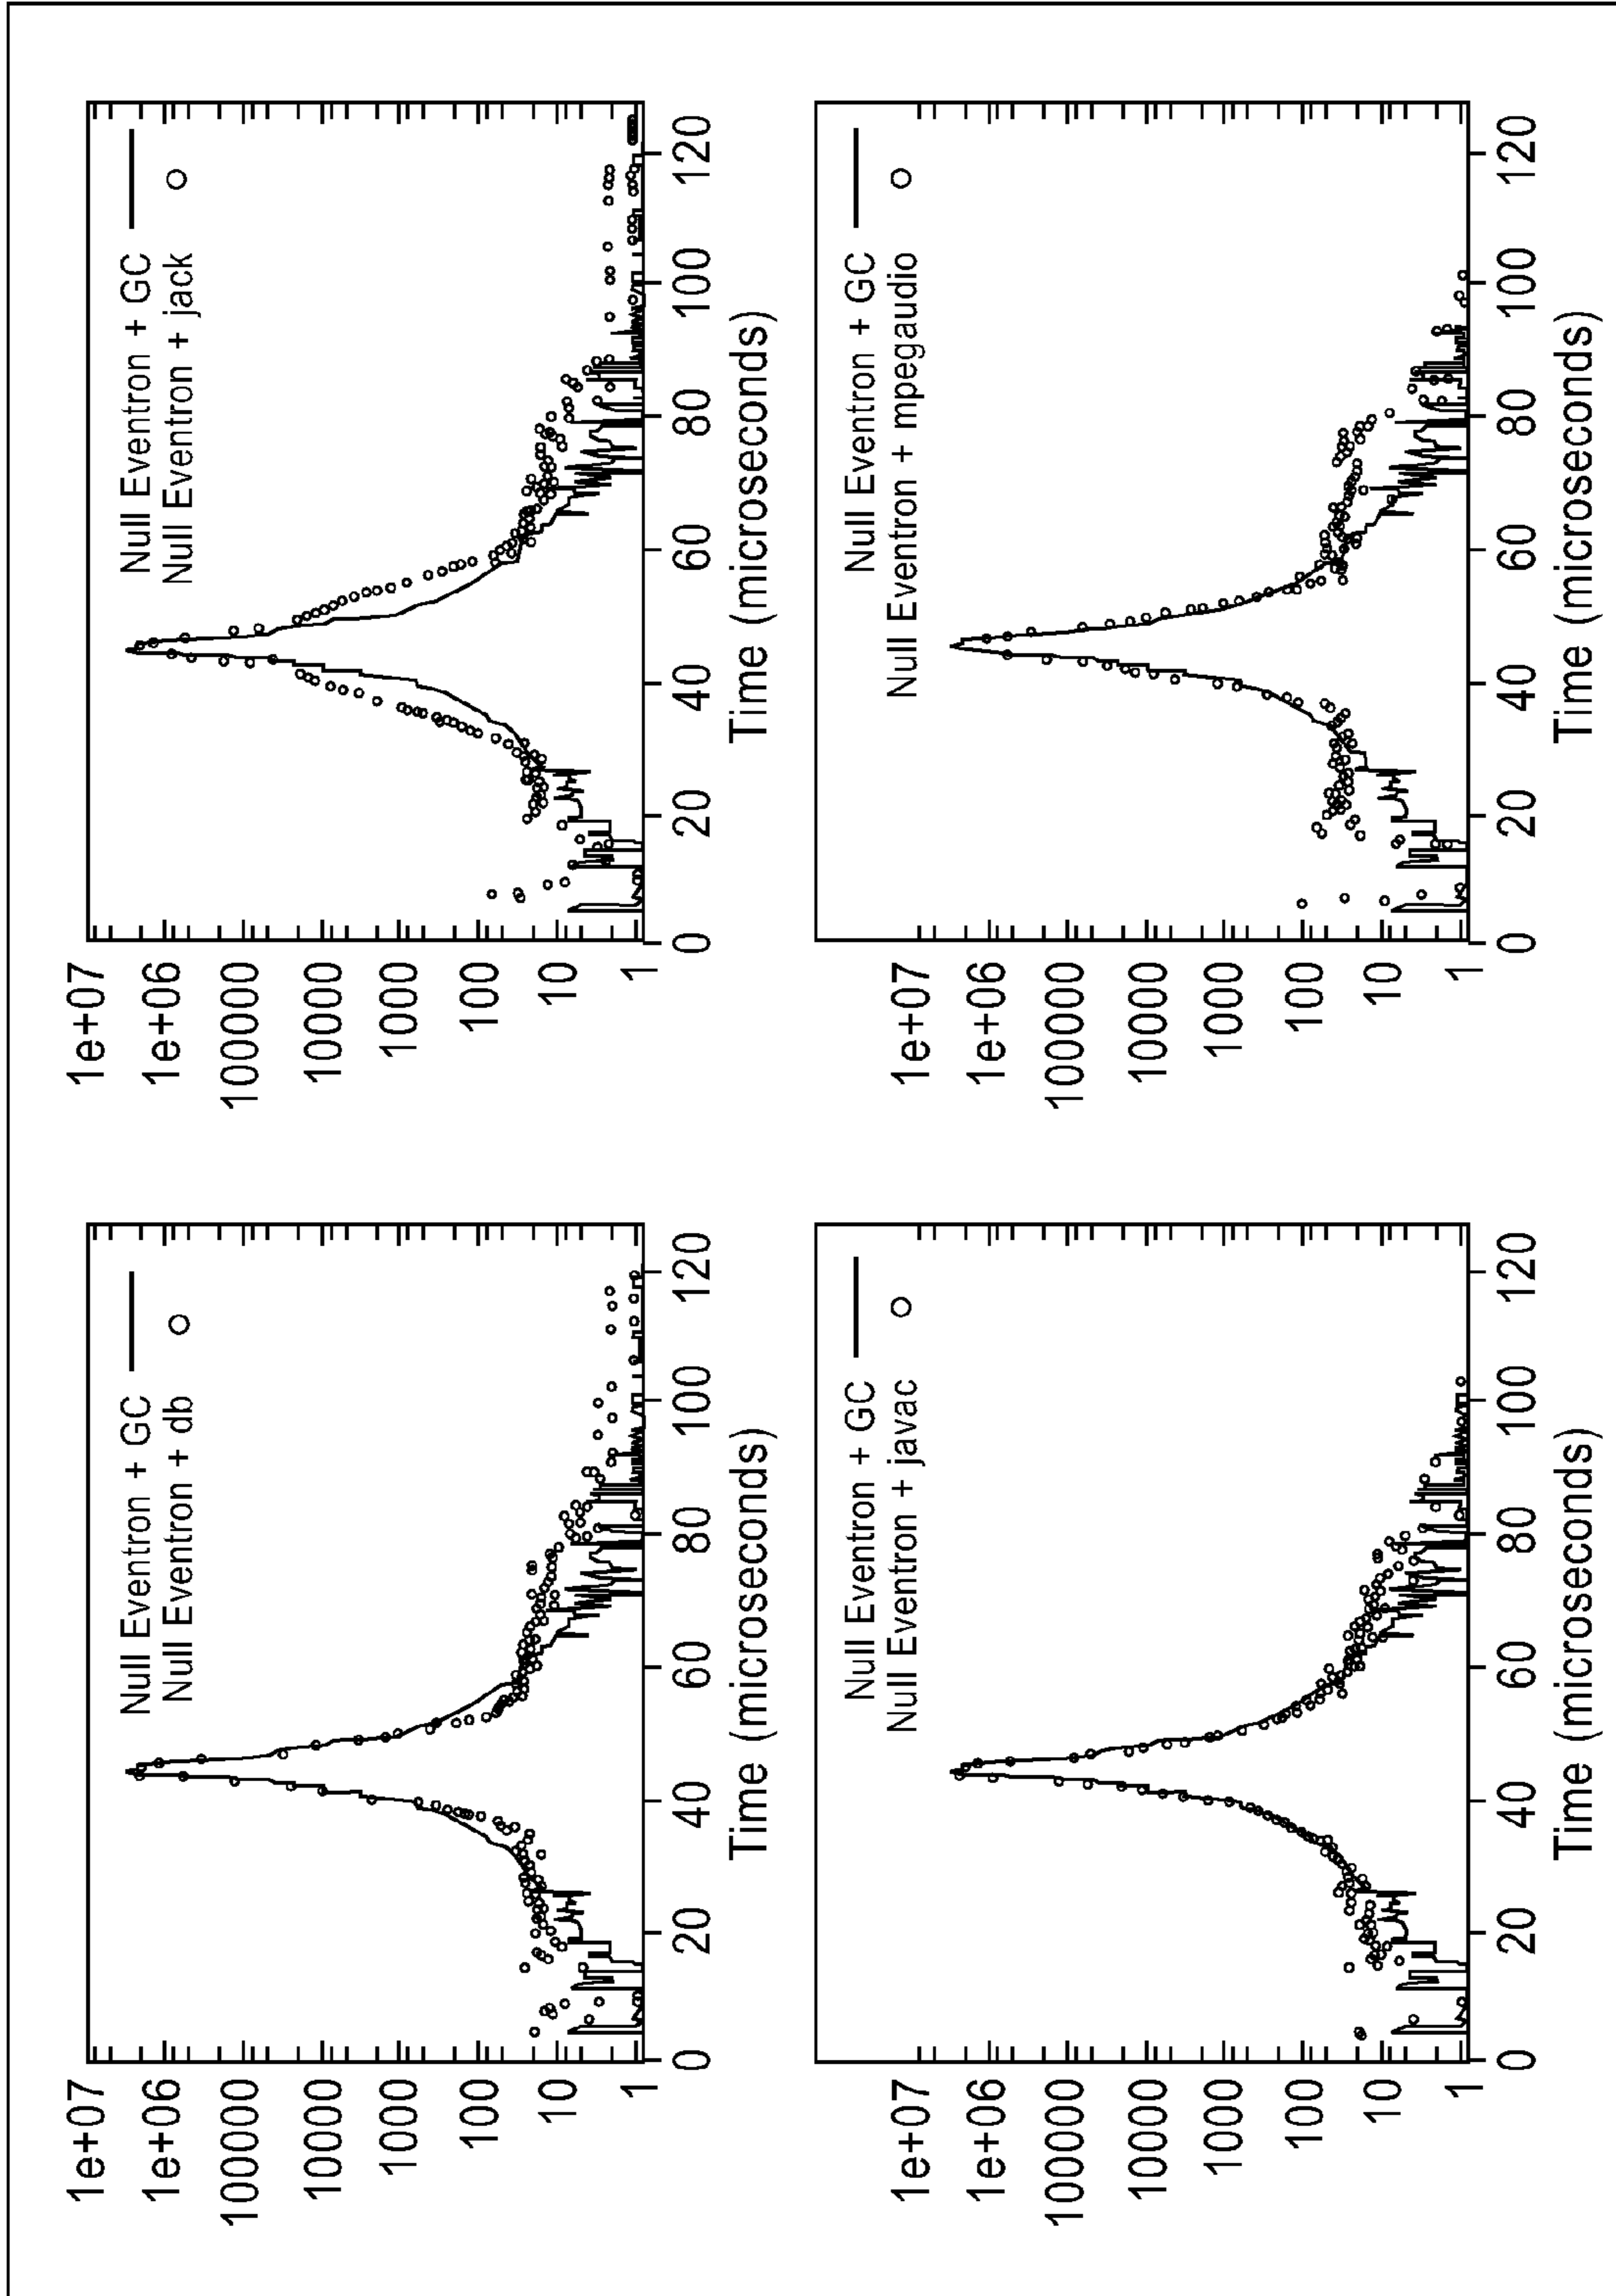 1e+07
1e+06
100000
10000
1000
100
10
1
Null Eventron + GC
Null Eventron + db
0 20 40 60 80 100 120
Time (microseconds)
1e+07
1e+06
100000
10000
1000
100
10
1
Null Eventron + GC
Null Eventron + jack
0 20 40 60 80 100 120
Time (microseconds)
1e+07
1e+06
100000
10000
1000
100
10
1
Null Eventron + GC
Null Eventron + javac
0 20 40 60 80 100 120
Time (microseconds)
1e+07
1e+06
100000
10000
1000
100
10
1
Null Eventron + GC
Null Eventron + mpegaudio
0 20 40 60 80 100 120
Time (microseconds)